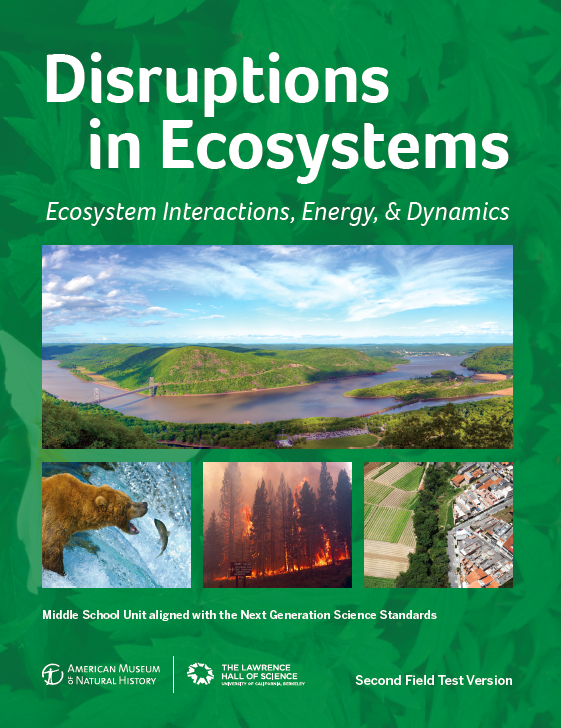 Disruptions
in Ecosystems
Ecosystem Interactions, Energy, & Dynamics
Middle School Unit aligned with the Next Generation Science Standards
AMERICAN MUSEUM
OF NATURAL HISTORY
THE LAWRENCE
HALL OF SCIENCE
UNIVERSITY OF CALIFORNIA, BERKELEY
Second Field Test Version